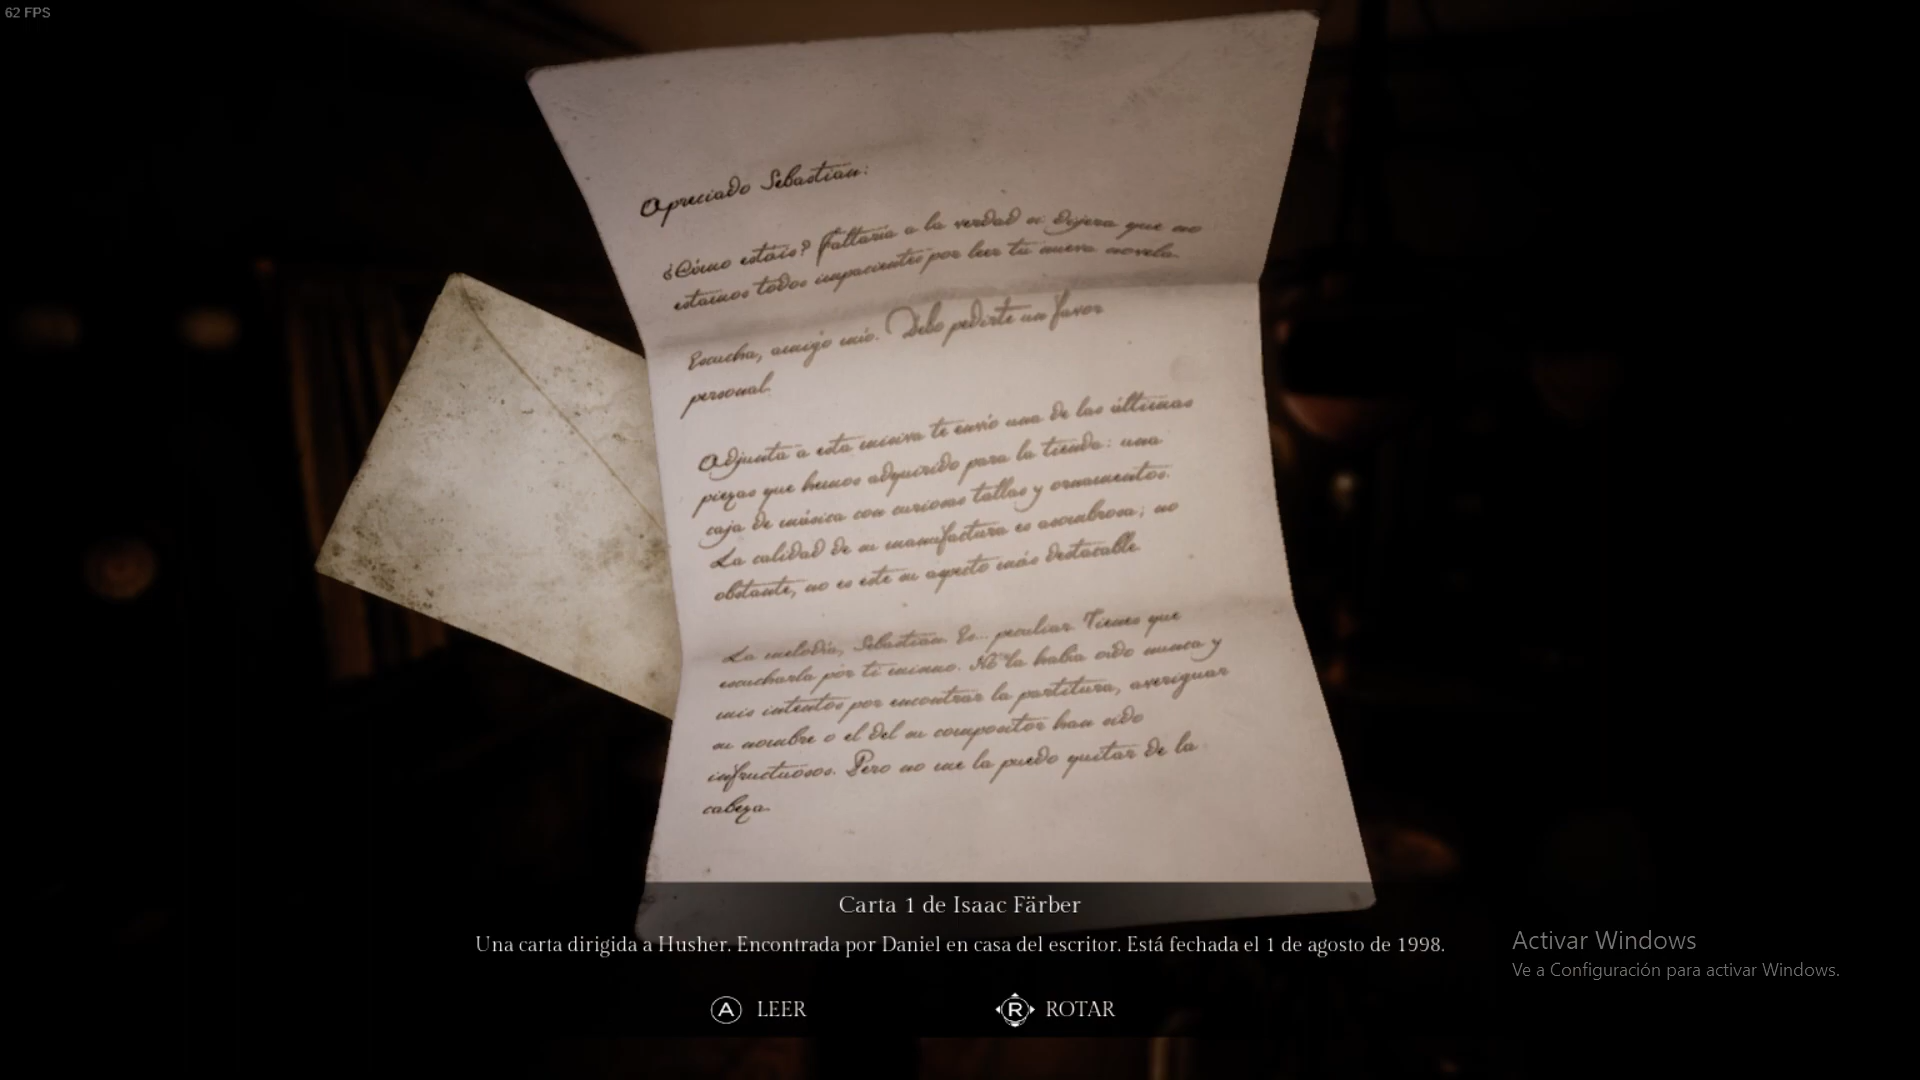 62 FPS
Apreciado Sebastian:
¿Cómo estáis? Faltaría a la verdad si dijera que no
estamos todos impacientes por leer tu nueva novela.
Escucha, amigo mío. Debo pedirte un favor
personal.
Adjunta a esta misiva te envío una de las últimas
piezas que hemos adquirido para la tienda: una
caja de música con curiosas tallas y ornamentos.
La calidad de su manufactura es asombrosa; no
obstante, no es este su aspecto más destacable.
La melodía, Sebastian. Es... peculiar. Tienes que
escucharla por ti mismo. No la había oído nunca y
mis intentos por encontrar la partitura, averiguar
su nombre o el del su compositor han sido
infructuosos. Pero no me la puedo quitar de la
cabeza.
Carta 1 de Isaac Färber
Una carta dirigida a Husher. Encontrada por Daniel en casa del escritor. Está fechada el 1 de agosto de 1998.
Activar Windows
Ve a Configuración para activar Windows.
A LEER R ROTAR